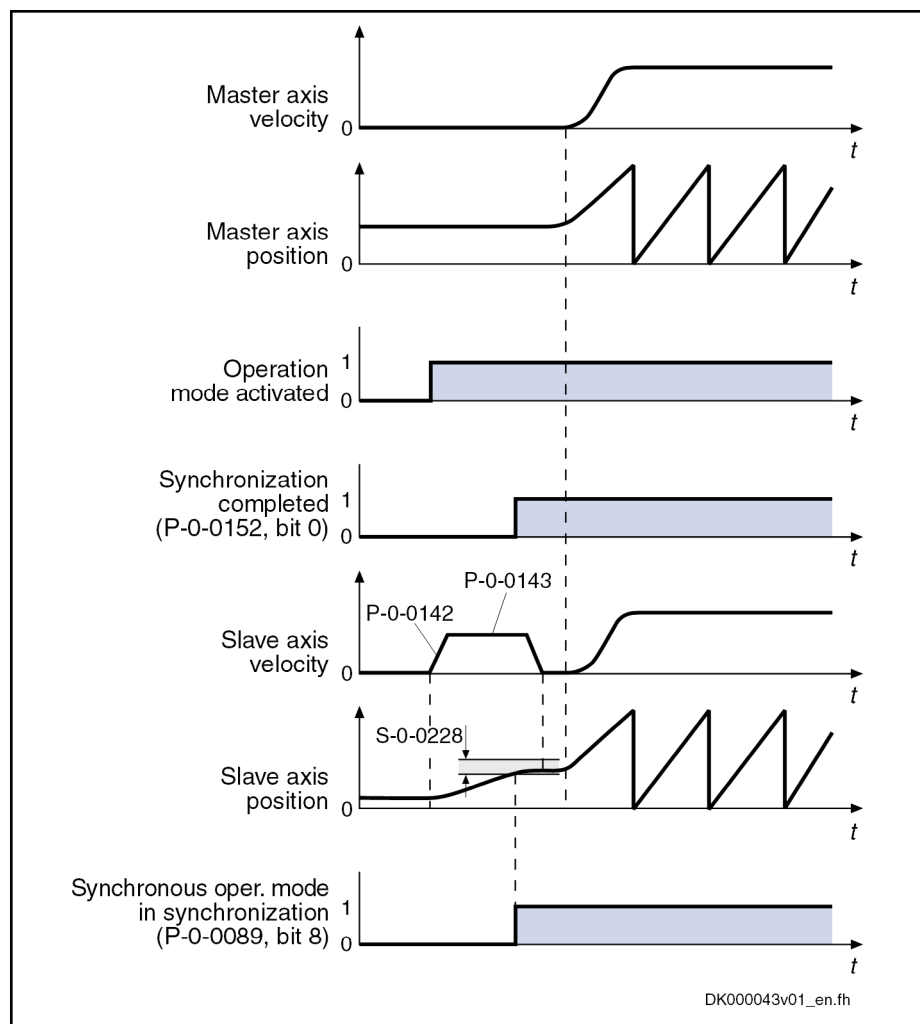 Master axis
velocity
0
t
Master axis
position
0
t
Operation
mode activated
1
0
t
Synchronization
completed
(P-0-0152, bit 0)
1
0
t
P-0-0143
P-0-0142
Slave axis
velocity
0
t
S-0-0228
Slave axis
position
0
t
Synchronous oper. mode
in synchronization
(P-0-0089, bit 8)
1
0
t
DK000043v01_en.fh